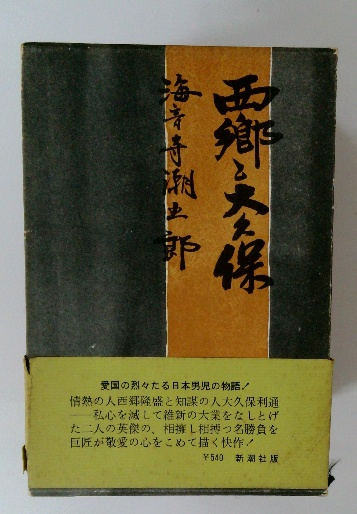 西郷と大久保
海音寺潮五郎
愛国の烈々たる日本男児の物語！
情熱の人西郷隆盛と知謀の人大久保利通
――私心を滅して維新の大業をなしとげ
た二人の英傑の、相擁し相搏つ名勝負を
巨匠が敬愛の心をこめて描く快作！
¥540 新潮社版